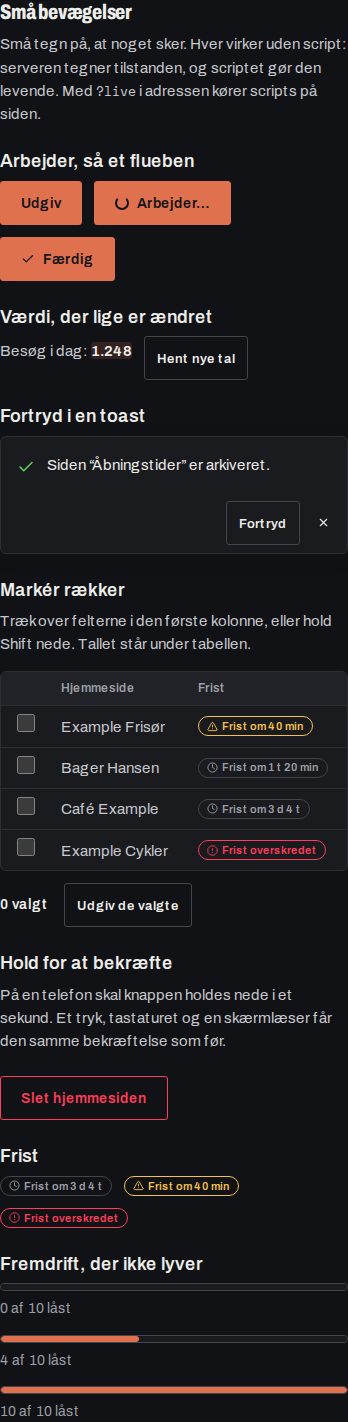 Småbevægelser
Små tegn på, at noget sker. Hver virker uden script:
serveren tegner tilstanden, og scriptet gør den
levende. Med ?live i adressen kører scripts på
siden.
Arbejder, så et flueben
Udgiv
Arbejder…
Færdig
Værdi, der lige er ændret
Besøg i dag: 1.248
Hent nye tal
Fortryd i en toast
Siden “Åbningstider” er arkiveret.
Fortryd
Markér rækker
Træk over felterne i den første kolonne, eller hold
Shift nede. Tallet står under tabellen.
Hjemmeside Frist
Example Frisør Frist om 40 min
Bager Hansen Frist om 1 t 20 min
Café Example Frist om 3 d 4 t
Example Cykler Frist overskredet
0 valgt
Udgiv de valgte
Hold for at bekræfte
På en telefon skal knappen holdes nede i et
sekund. Et tryk, tastaturet og en skærmlæser får
den samme bekræftelse som før.
Slet hjemmesiden
Frist
Frist om 3 d 4 t
Frist om 40 min
Frist overskredet
Fremdrift, der ikke lyver
0 af 10 låst
4 af 10 låst
10 af 10 låst